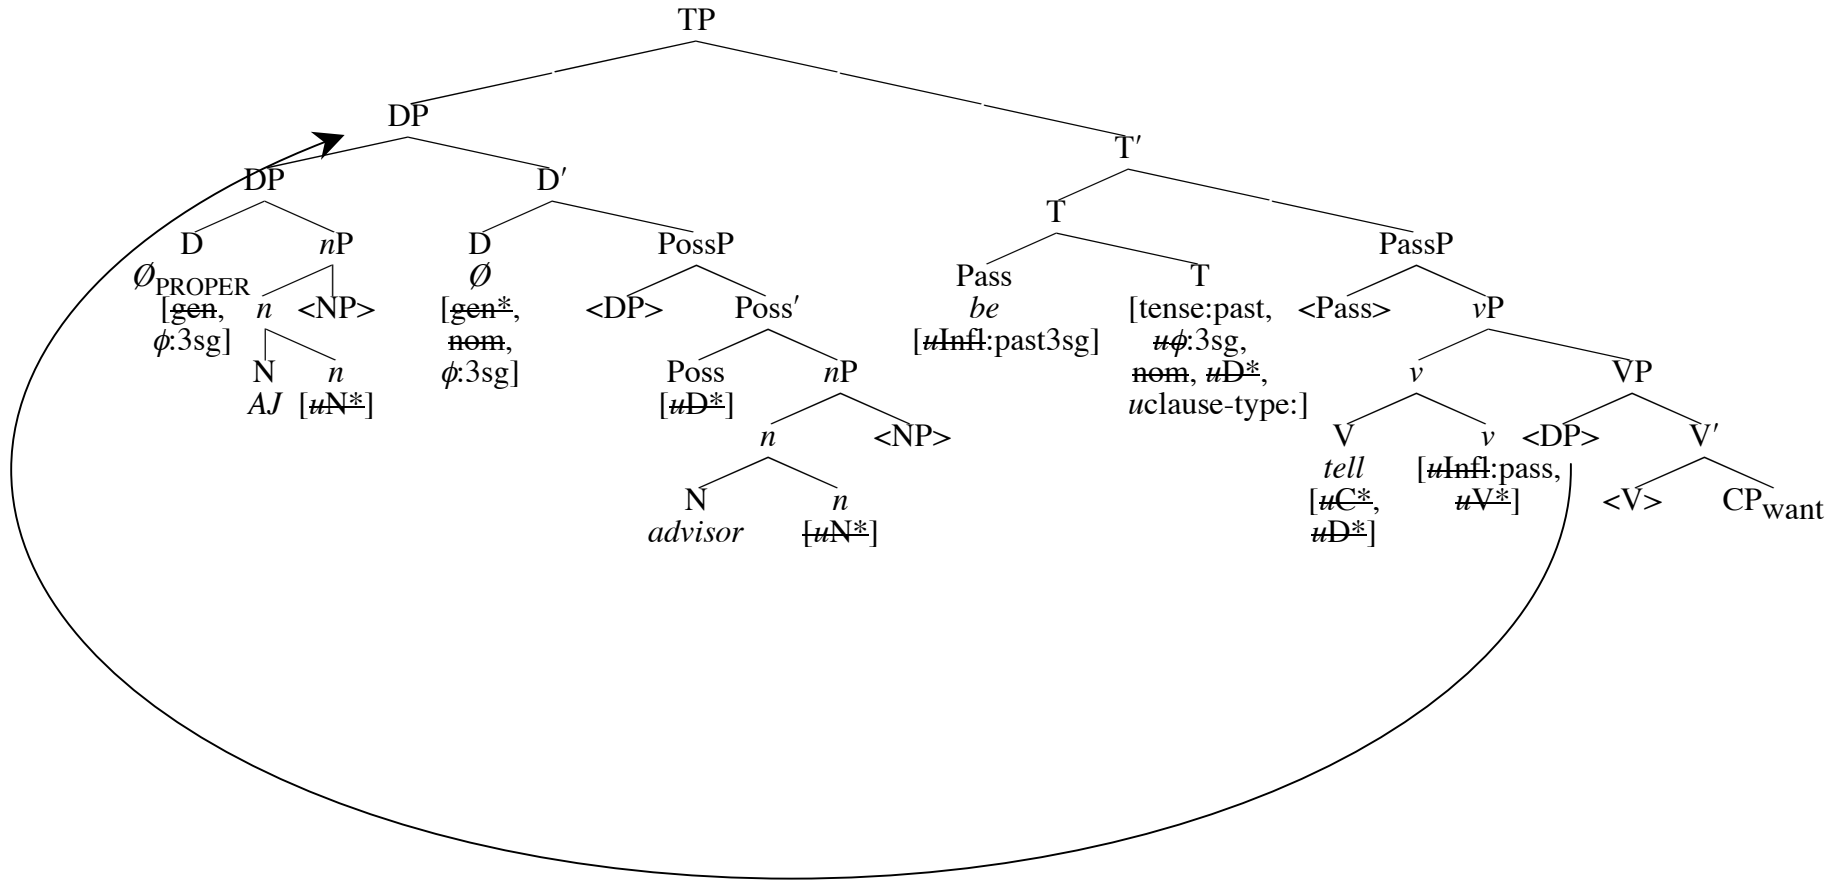 TP
DP
T′
DP D′
T
D nP D PossP PassP
Ø_PROPER Ø Pass T
[gen, n <NP> [gen*, <DP> Poss′ be [tense:past, <Pass> vP
ϕ:3sg] nom, [uInfl:past3sg] uϕ:3sg,
N n ϕ:3sg] Poss nP nom, uD*, v VP
AJ [uN*] [uD*] uclause-type:]
n <NP> V v <DP> V′
tell [uInfl:pass,
N n [uC*, uV*] <V> CP_want
advisor [uN*] uD*]